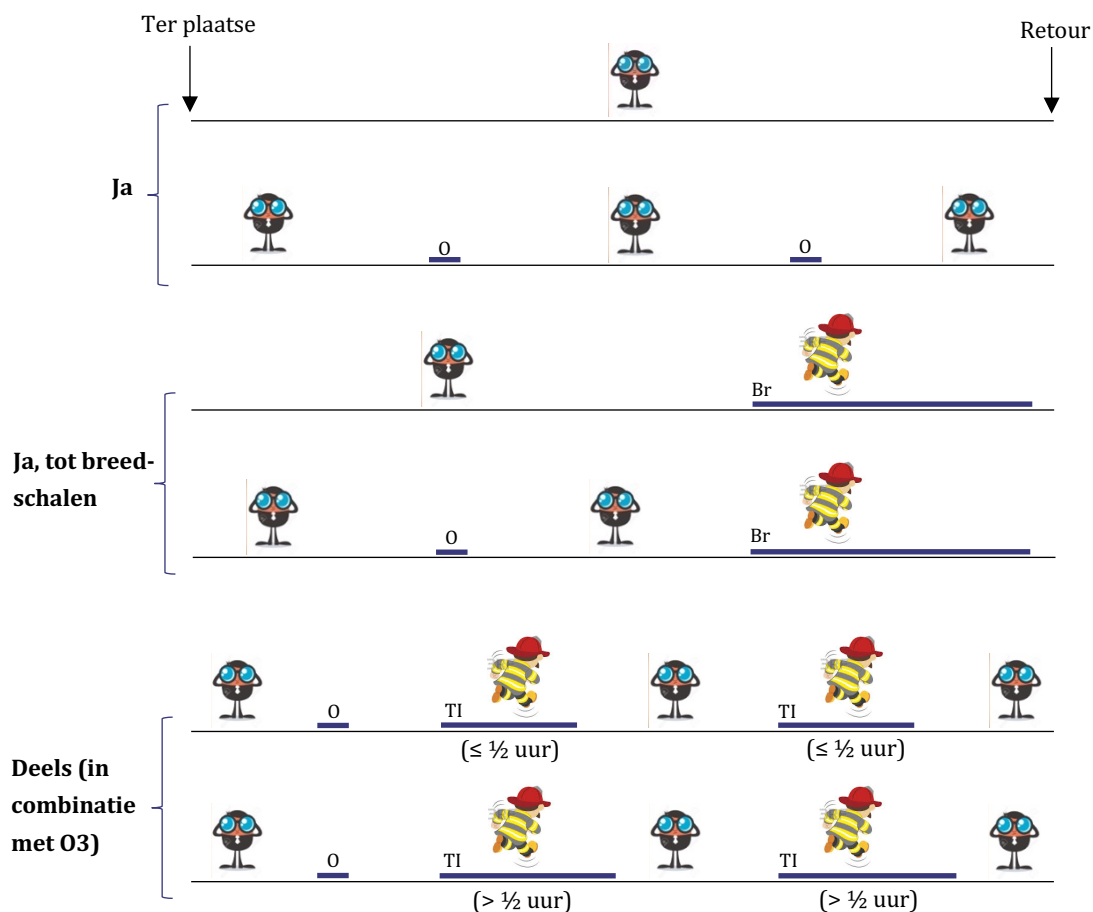 Ter plaatse
Retour
Ja
O
O
Br
Ja, tot breed-
schalen
O
Br
O
TI
TI
(≤ ½ uur)
(≤ ½ uur)
Deels (in
combinatie
met O3)
O
TI
TI
(> ½ uur)
(> ½ uur)